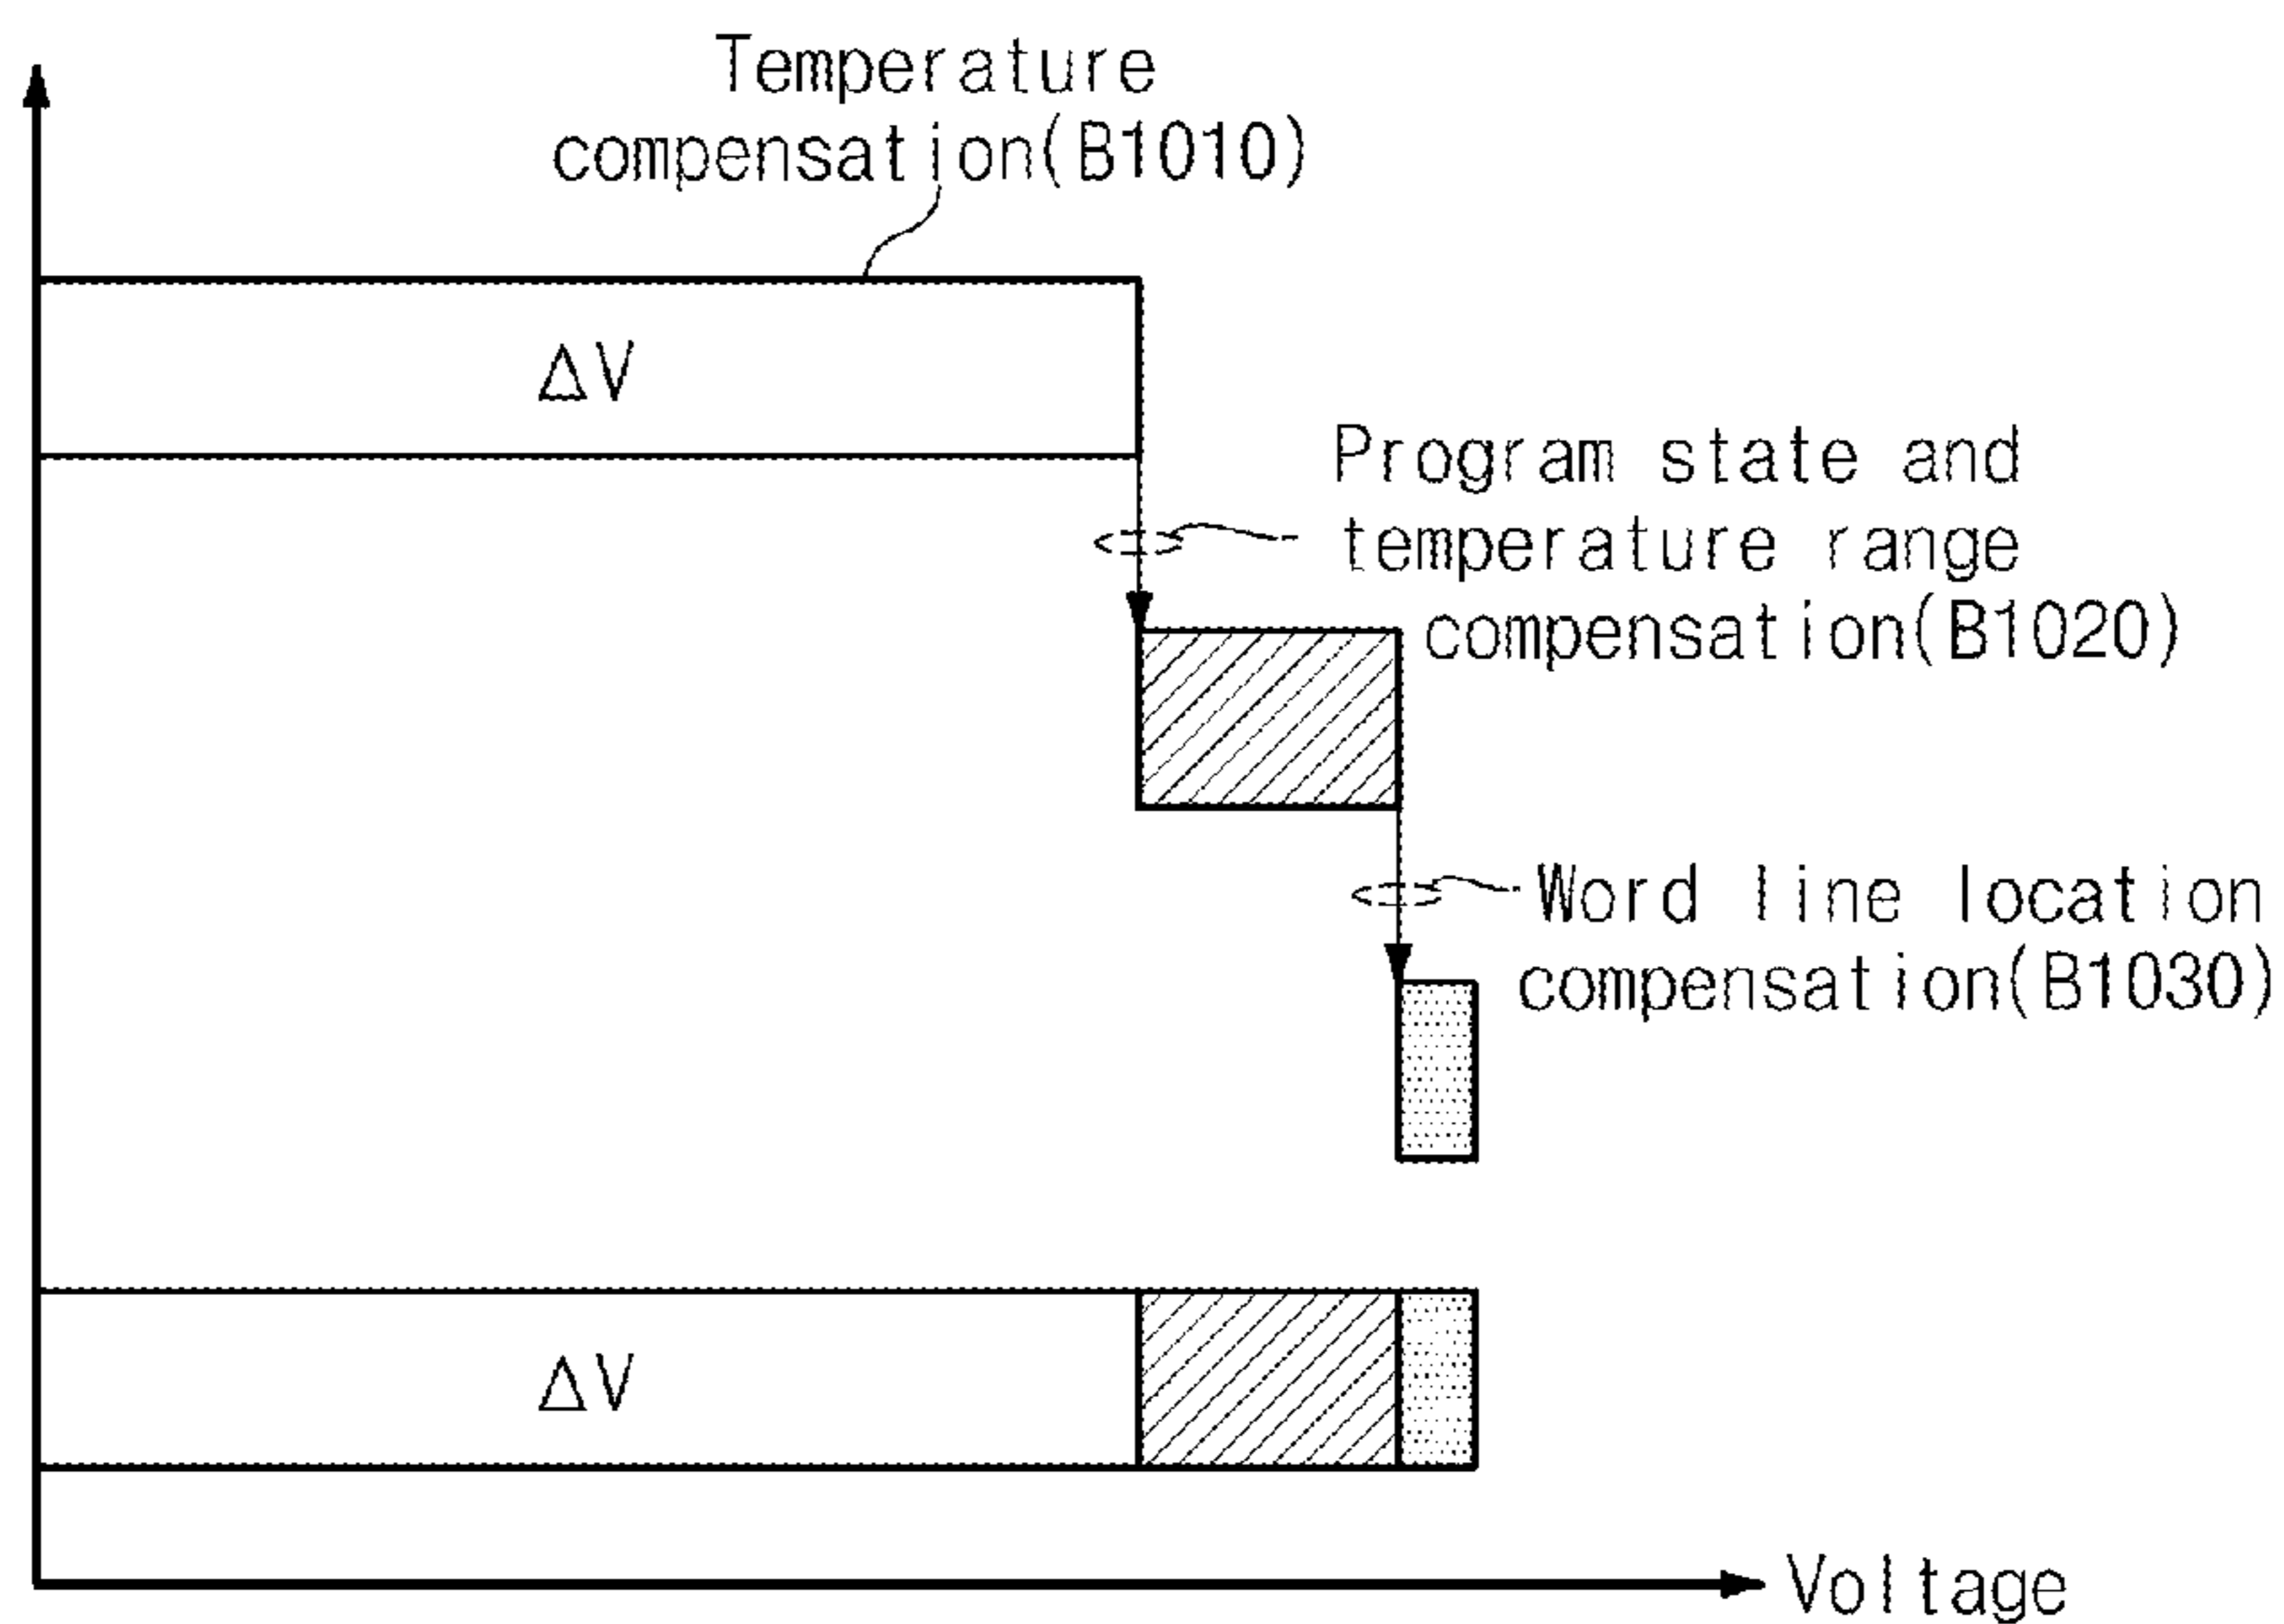 Temperature
compensation(B1010)
ΔV
Program state and
temperature range
compensation(B1020)
Word line location
compensation(B1030)
ΔV
Voltage